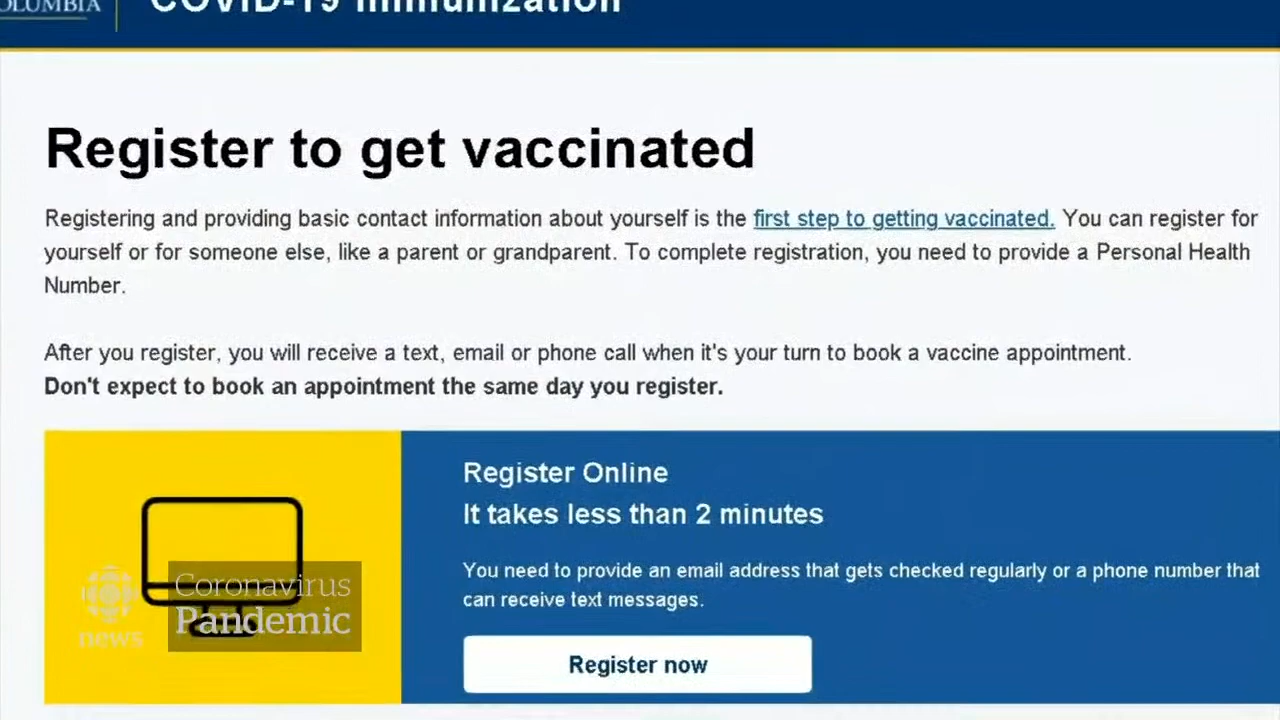 COLUMBIA
COVID-19 Immunization
Register to get vaccinated
Registering and providing basic contact information about yourself is the first step to getting vaccinated. You can register for
yourself or for someone else, like a parent or grandparent. To complete registration, you need to provide a Personal Health
Number.
After you register, you will receive a text, email or phone call when it's your turn to book a vaccine appointment.
Don't expect to book an appointment the same day you register.
Register Online
It takes less than 2 minutes
You need to provide an email address that gets checked regularly or a phone number that
can receive text messages.
Register now
Coronavirus
Pandemic
news